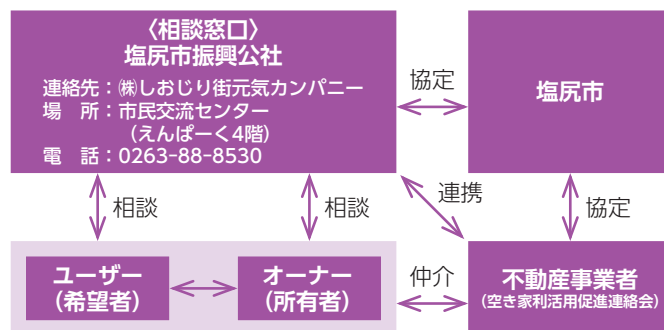 〈相談窓口〉
塩尻市振興公社
連絡先：㈱しおじり街元気カンパニー
場　所：市民交流センター
（えんぱーく4階）
電　話：0263-88-8530
協定
塩尻市
相談
相談
連携
協定
ユーザー
（希望者）
オーナー
（所有者）
仲介
不動産事業者
（空き家利活用促進連絡会）